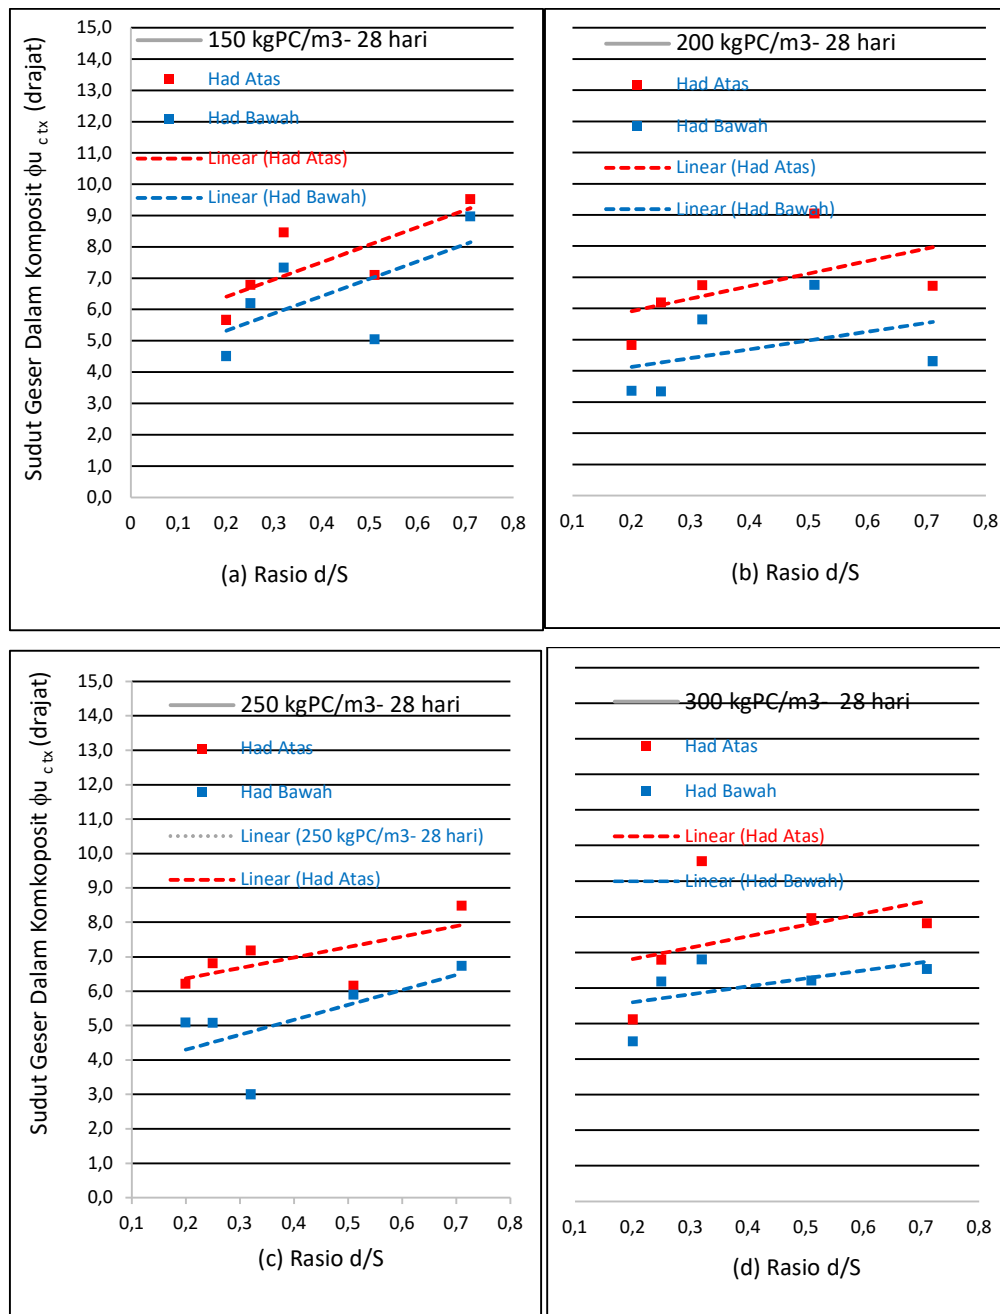 Sudut Geser Dalam Komposit ϕu c tx (drajat)
15,0
14,0
13,0
12,0
11,0
10,0
9,0
8,0
7,0
6,0
5,0
4,0
3,0
2,0
1,0
0,0
150 kgPC/m3- 28 hari
Had Atas
Had Bawah
Linear (Had Atas)
Linear (Had Bawah)
0 0,1 0,2 0,3 0,4 0,5 0,6 0,7 0,8
(a) Rasio d/S
200 kgPC/m3- 28 hari
Had Atas
Had Bawah
Linear (Had Atas)
Linear (Had Bawah)
0,1 0,2 0,3 0,4 0,5 0,6 0,7 0,8
(b) Rasio d/S
Sudut Geser Dalam Komkoposit ϕu c tx (drajat)
15,0
14,0
13,0
12,0
11,0
10,0
9,0
8,0
7,0
6,0
5,0
4,0
3,0
2,0
1,0
0,0
250 kgPC/m3- 28 hari
Had Atas
Had Bawah
Linear (250 kgPC/m3- 28 hari)
Linear (Had Atas)
0,1 0,2 0,3 0,4 0,5 0,6 0,7 0,8
(c) Rasio d/S
300 kgPC/m3- 28 hari
Had Atas
Had Bawah
Linear (Had Atas)
Linear (Had Bawah)
0,1 0,2 0,3 0,4 0,5 0,6 0,7 0,8
(d) Rasio d/S